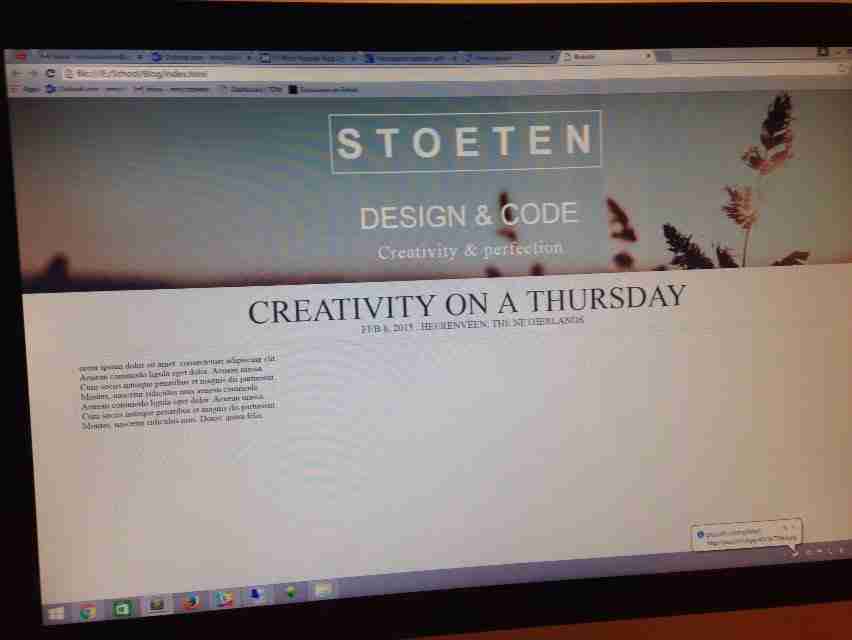 file:///E:/School/Blog/index.html
Apps
STOETEN
DESIGN & CODE
Creativity & perfection
CREATIVITY ON A THURSDAY
FEB 6, 2015 . HEERENVEEN, THE NETHERLANDS
orem ipsum dolor sit amet, consectetuer adipiscing elit.
Aenean commodo ligula eget dolor. Aenean massa.
Cum sociis natoque penatibus et magnis dis parturient
Montes, nascetur ridiculus mus aenean commodo
Aenean commodo ligula eget dolor. Aenean massa.
Cum sociis natoque penatibus et magnis dis parturient
Montes, nascetur ridiculus mus. Donec quam felis.